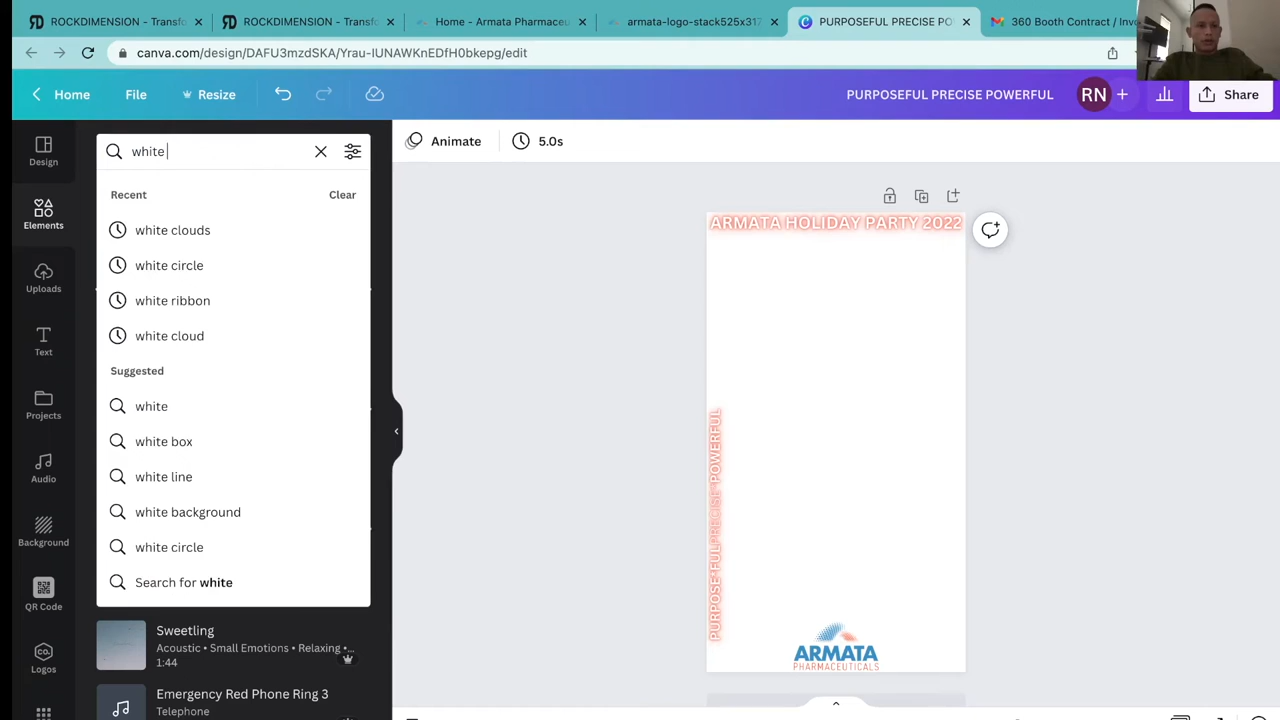 ROCKDIMENSION - Transfo
ROCKDIMENSION - Transfo
Home - Armata Pharmaceu
armata-logo-stack525x317
PURPOSEFUL PRECISE PO
360 Booth Contract / Invo
canva.com/design/DAFU3mzdSKA/Yrau-IUNAWKnEDfH0bkepg/edit
Home
File
Resize
PURPOSEFUL PRECISE POWERFUL
RN
Share
Design
Elements
Uploads
Text
Projects
Audio
Background
QR Code
Logos
white
Recent
Clear
white clouds
white circle
white ribbon
white cloud
Suggested
white
white box
white line
white background
white circle
Search for white
Sweetling
Acoustic • Small Emotions • Relaxing •...
1:44
Emergency Red Phone Ring 3
Telephone
Animate
5.0s
ARMATA HOLIDAY PARTY 2022
PURPOSEFUL PRECISE POWERFUL
ARMATA
PHARMACEUTICALS